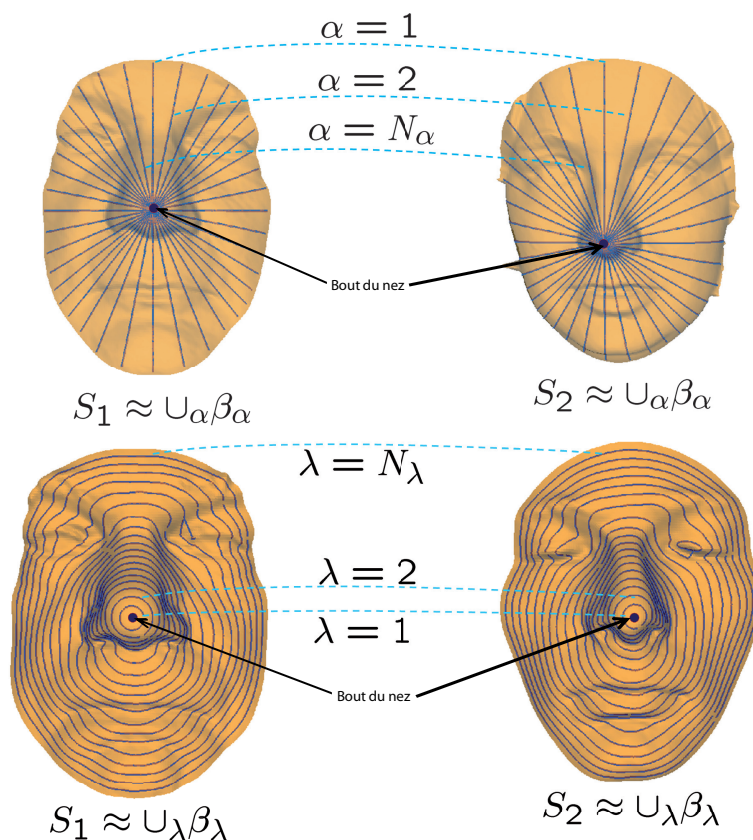 α = 1
α = 2
α = N_α
Bout du nez
S_1 ≈ ∪_α β_α
S_2 ≈ ∪_α β_α
λ = N_λ
λ = 2
λ = 1
Bout du nez
S_1 ≈ ∪_λ β_λ
S_2 ≈ ∪_λ β_λ